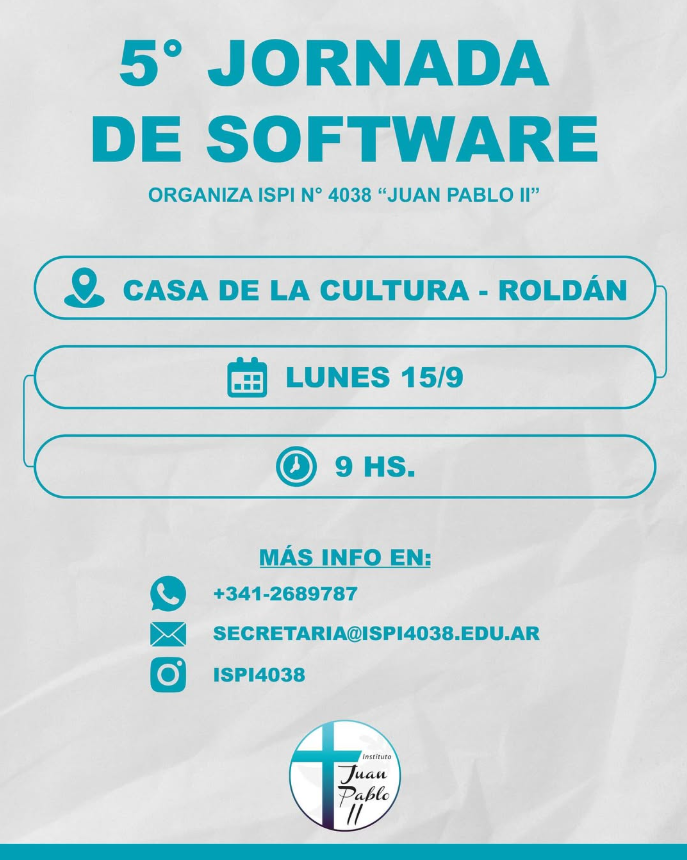 5° JORNADA
DE SOFTWARE
ORGANIZA ISPI N° 4038 “JUAN PABLO II”
CASA DE LA CULTURA - ROLDÁN
LUNES 15/9
9 HS.
MÁS INFO EN:
+341-2689787
SECRETARIA@ISPI4038.EDU.AR
ISPI4038
Instituto
Juan
Pablo
II